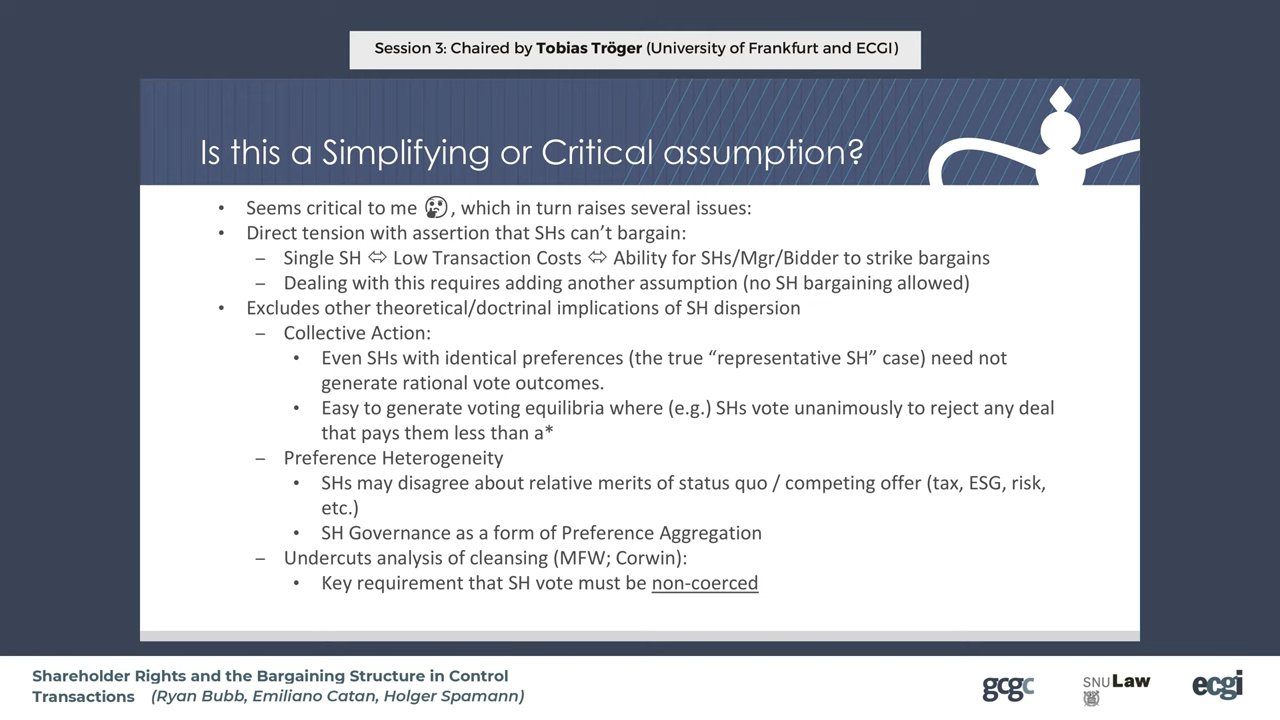 Session 3: Chaired by Tobias Tröger (University of Frankfurt and ECGI)
Is this a Simplifying or Critical assumption?
• Seems critical to me 🤔, which in turn raises several issues:
• Direct tension with assertion that SHs can’t bargain:
– Single SH ⇔ Low Transaction Costs ⇔ Ability for SHs/Mgr/Bidder to strike bargains
– Dealing with this requires adding another assumption (no SH bargaining allowed)
• Excludes other theoretical/doctrinal implications of SH dispersion
– Collective Action:
• Even SHs with identical preferences (the true “representative SH” case) need not
generate rational vote outcomes.
• Easy to generate voting equilibria where (e.g.) SHs vote unanimously to reject any deal
that pays them less than a*
– Preference Heterogeneity
• SHs may disagree about relative merits of status quo / competing offer (tax, ESG, risk,
etc.)
• SH Governance as a form of Preference Aggregation
– Undercuts analysis of cleansing (MFW; Corwin):
• Key requirement that SH vote must be non-coerced
Shareholder Rights and the Bargaining Structure in Control
Transactions (Ryan Bubb, Emiliano Catan, Holger Spamann)
gcgc
SNU Law
ecgi